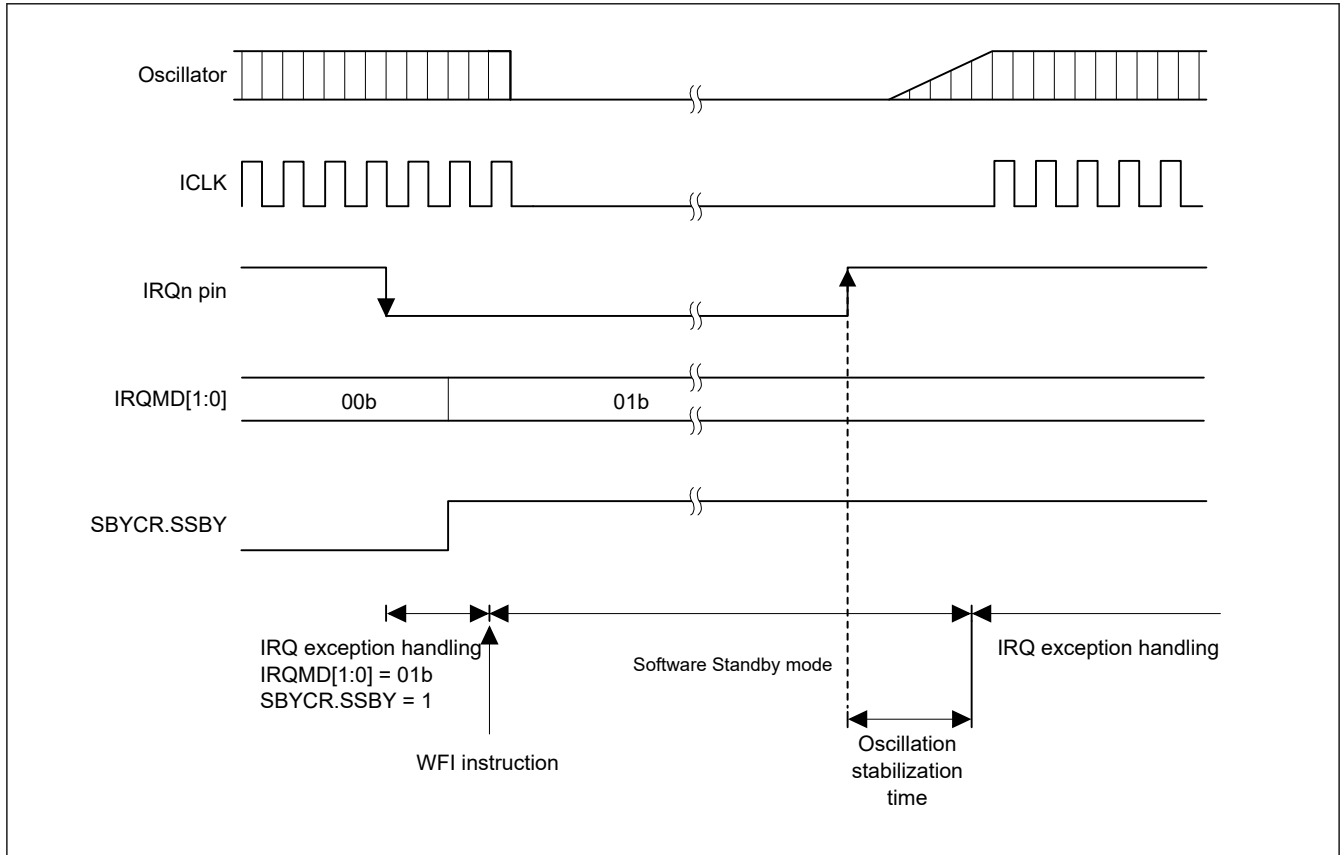 Oscillator
ICLK
IRQn pin
IRQMD[1:0]
00b
01b
SBYCR.SSBY
IRQ exception handling
IRQMD[1:0] = 01b
SBYCR.SSBY = 1
WFI instruction
Software Standby mode
Oscillation
stabilization
time
IRQ exception handling